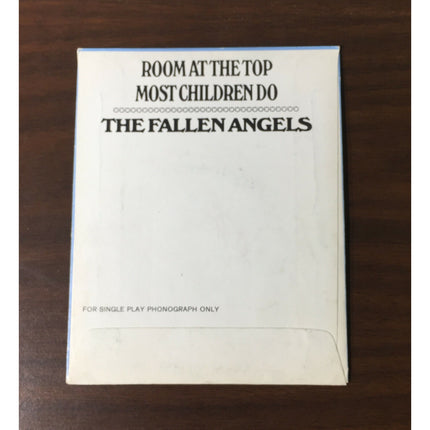 ROOM AT THE TOP
MOST CHILDREN DO
THE FALLEN ANGELS
FOR SINGLE PLAY PHONOGRAPH ONLY